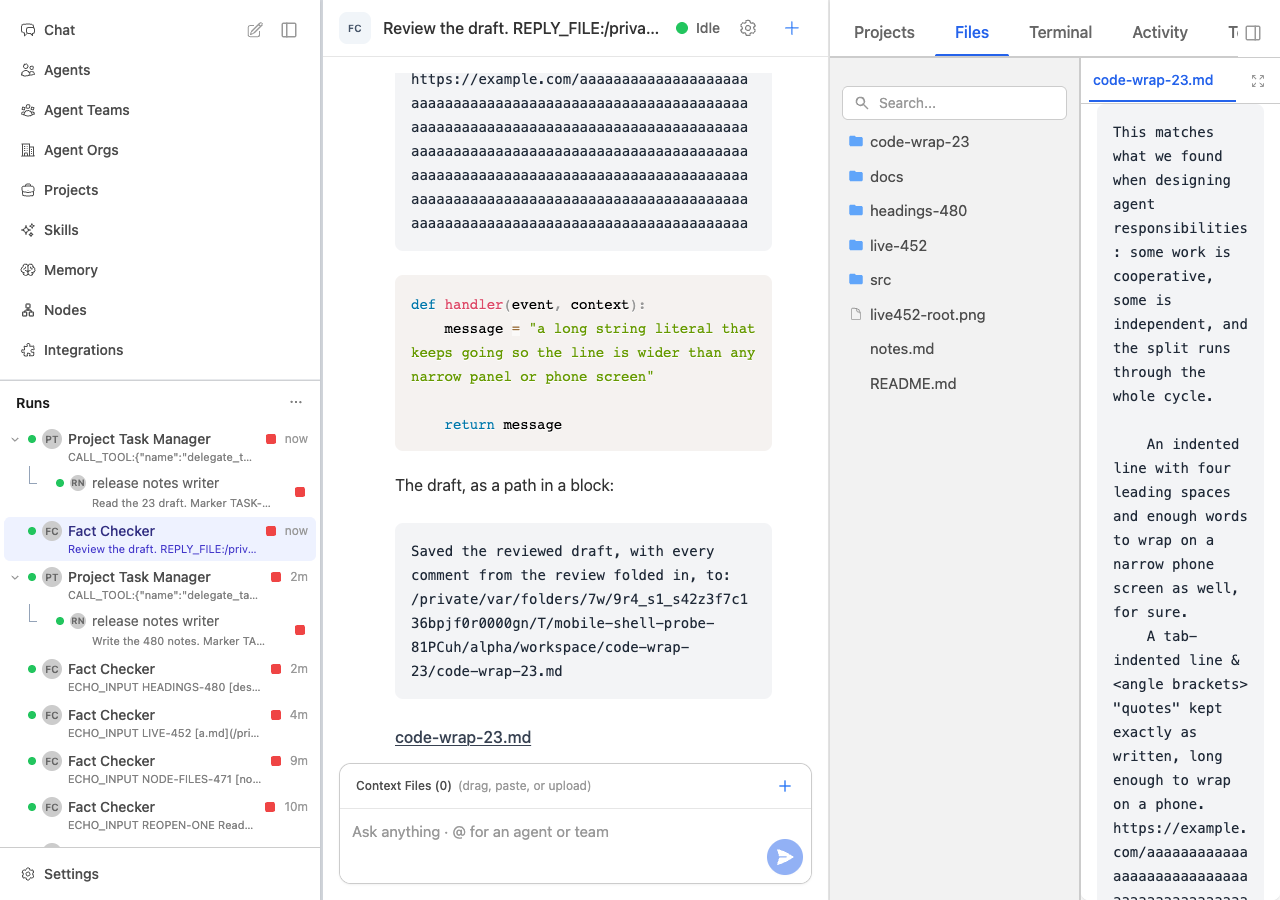 Chat
Agents
Agent Teams
Agent Orgs
Projects
Skills
Memory
Nodes
Integrations
Runs
PT Project Task Manager now
CALL_TOOL:{"name":"delegate_t...
RN release notes writer
Read the 23 draft. Marker TASK-...
FC Fact Checker now
Review the draft. REPLY_FILE:/priv...
PT Project Task Manager 2m
CALL_TOOL:{"name":"delegate_ta...
RN release notes writer
Write the 480 notes. Marker TA...
FC Fact Checker 2m
ECHO_INPUT HEADINGS-480 [des...
FC Fact Checker 4m
ECHO_INPUT LIVE-452 [a.md](/pri...
FC Fact Checker 9m
ECHO_INPUT NODE-FILES-471 [no...
FC Fact Checker 10m
ECHO_INPUT REOPEN-ONE Read...
Settings
FC Review the draft. REPLY_FILE:/priva... Idle
https://example.com/aaaaaaaaaaaaaaaaaaaa
aaaaaaaaaaaaaaaaaaaaaaaaaaaaaaaaaaaaaaaa
aaaaaaaaaaaaaaaaaaaaaaaaaaaaaaaaaaaaaaaa
aaaaaaaaaaaaaaaaaaaaaaaaaaaaaaaaaaaaaaaa
aaaaaaaaaaaaaaaaaaaaaaaaaaaaaaaaaaaaaaaa
aaaaaaaaaaaaaaaaaaaaaaaaaaaaaaaaaaaaaaaa
aaaaaaaaaaaaaaaaaaaaaaaaaaaaaaaaaaaaaaaa
def handler(event, context):
    message = "a long string literal that
keeps going so the line is wider than any
narrow panel or phone screen"
    return message
The draft, as a path in a block:
Saved the reviewed draft, with every
comment from the review folded in, to:
/private/var/folders/7w/9r4_s1_s42z3f7c1
36bpjf0r0000gn/T/mobile-shell-probe-
81PCuh/alpha/workspace/code-wrap-
23/code-wrap-23.md
code-wrap-23.md
Context Files (0) (drag, paste, or upload)
Ask anything · @ for an agent or team
Projects Files Terminal Activity
Search...
code-wrap-23
docs
headings-480
live-452
src
live452-root.png
notes.md
README.md
code-wrap-23.md
This matches
what we found
when designing
agent
responsibilities
: some work is
cooperative,
some is
independent, and
the split runs
through the
whole cycle.
    An indented
line with four
leading spaces
and enough words
to wrap on a
narrow phone
screen as well,
for sure.
    A tab-
indented line &
<angle brackets>
"quotes" kept
exactly as
written, long
enough to wrap
on a phone.
https://example.
com/aaaaaaaaaaaa
aaaaaaaaaaaaaaaa